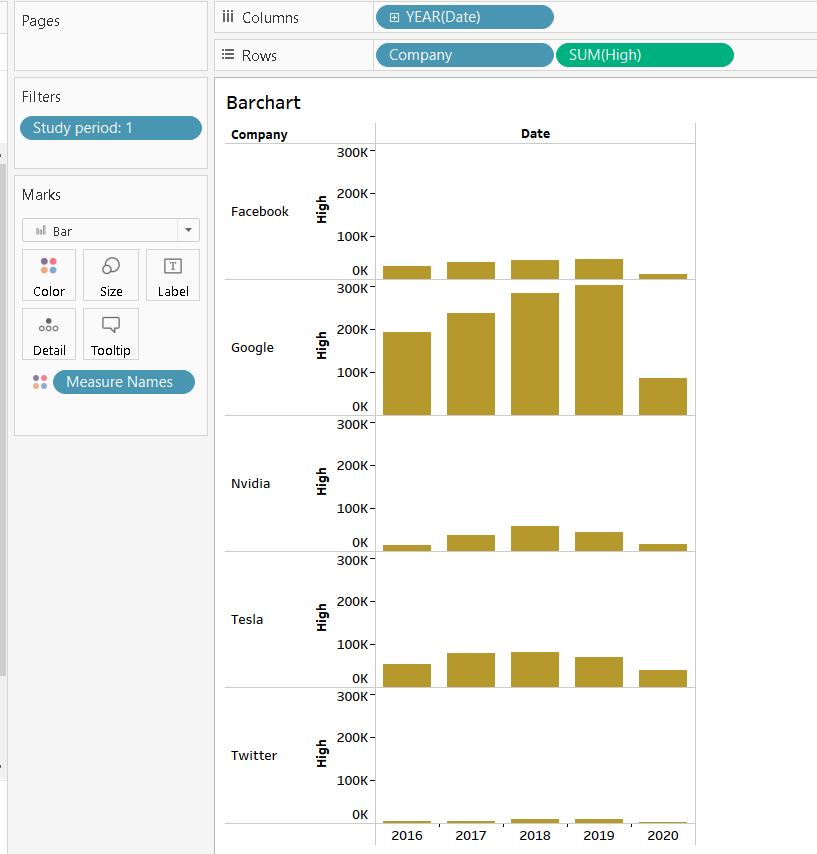 Pages
Columns
YEAR(Date)
Rows
Company
SUM(High)
Filters
Study period: 1
Marks
Bar
Color
Size
Label
Detail
Tooltip
Measure Names
Barchart
Company
Date
Facebook
High
300K
200K
100K
0K
Google
High
300K
200K
100K
0K
Nvidia
High
300K
200K
100K
0K
Tesla
High
300K
200K
100K
0K
Twitter
High
300K
200K
100K
0K
2016 2017 2018 2019 2020